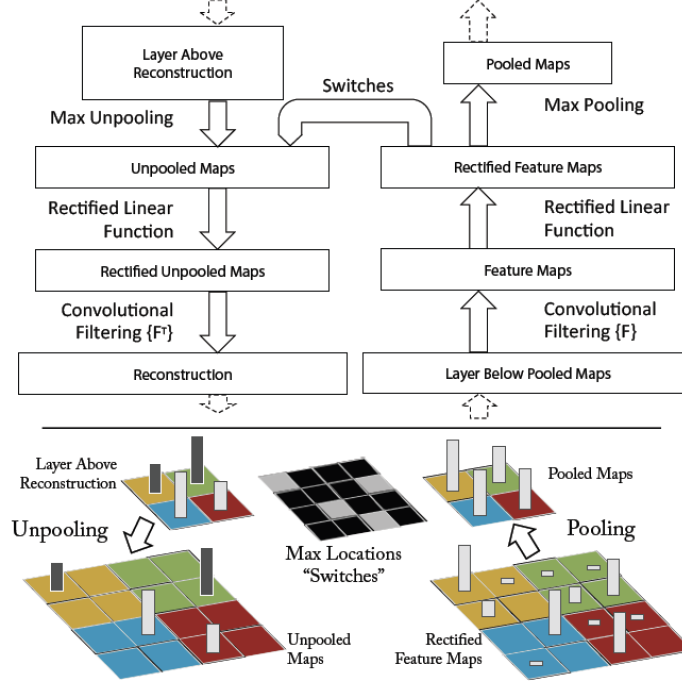 Layer Above
Reconstruction
Pooled Maps
Switches
Max Unpooling
Max Pooling
Unpooled Maps
Rectified Feature Maps
Rectified Linear
Function
Rectified Linear
Function
Rectified Unpooled Maps
Feature Maps
Convolutional
Filtering {Fᵀ}
Convolutional
Filtering {F}
Reconstruction
Layer Below Pooled Maps
Layer Above
Reconstruction
Pooled Maps
Unpooling
Pooling
Max Locations
“Switches”
Unpooled
Maps
Rectified
Feature Maps